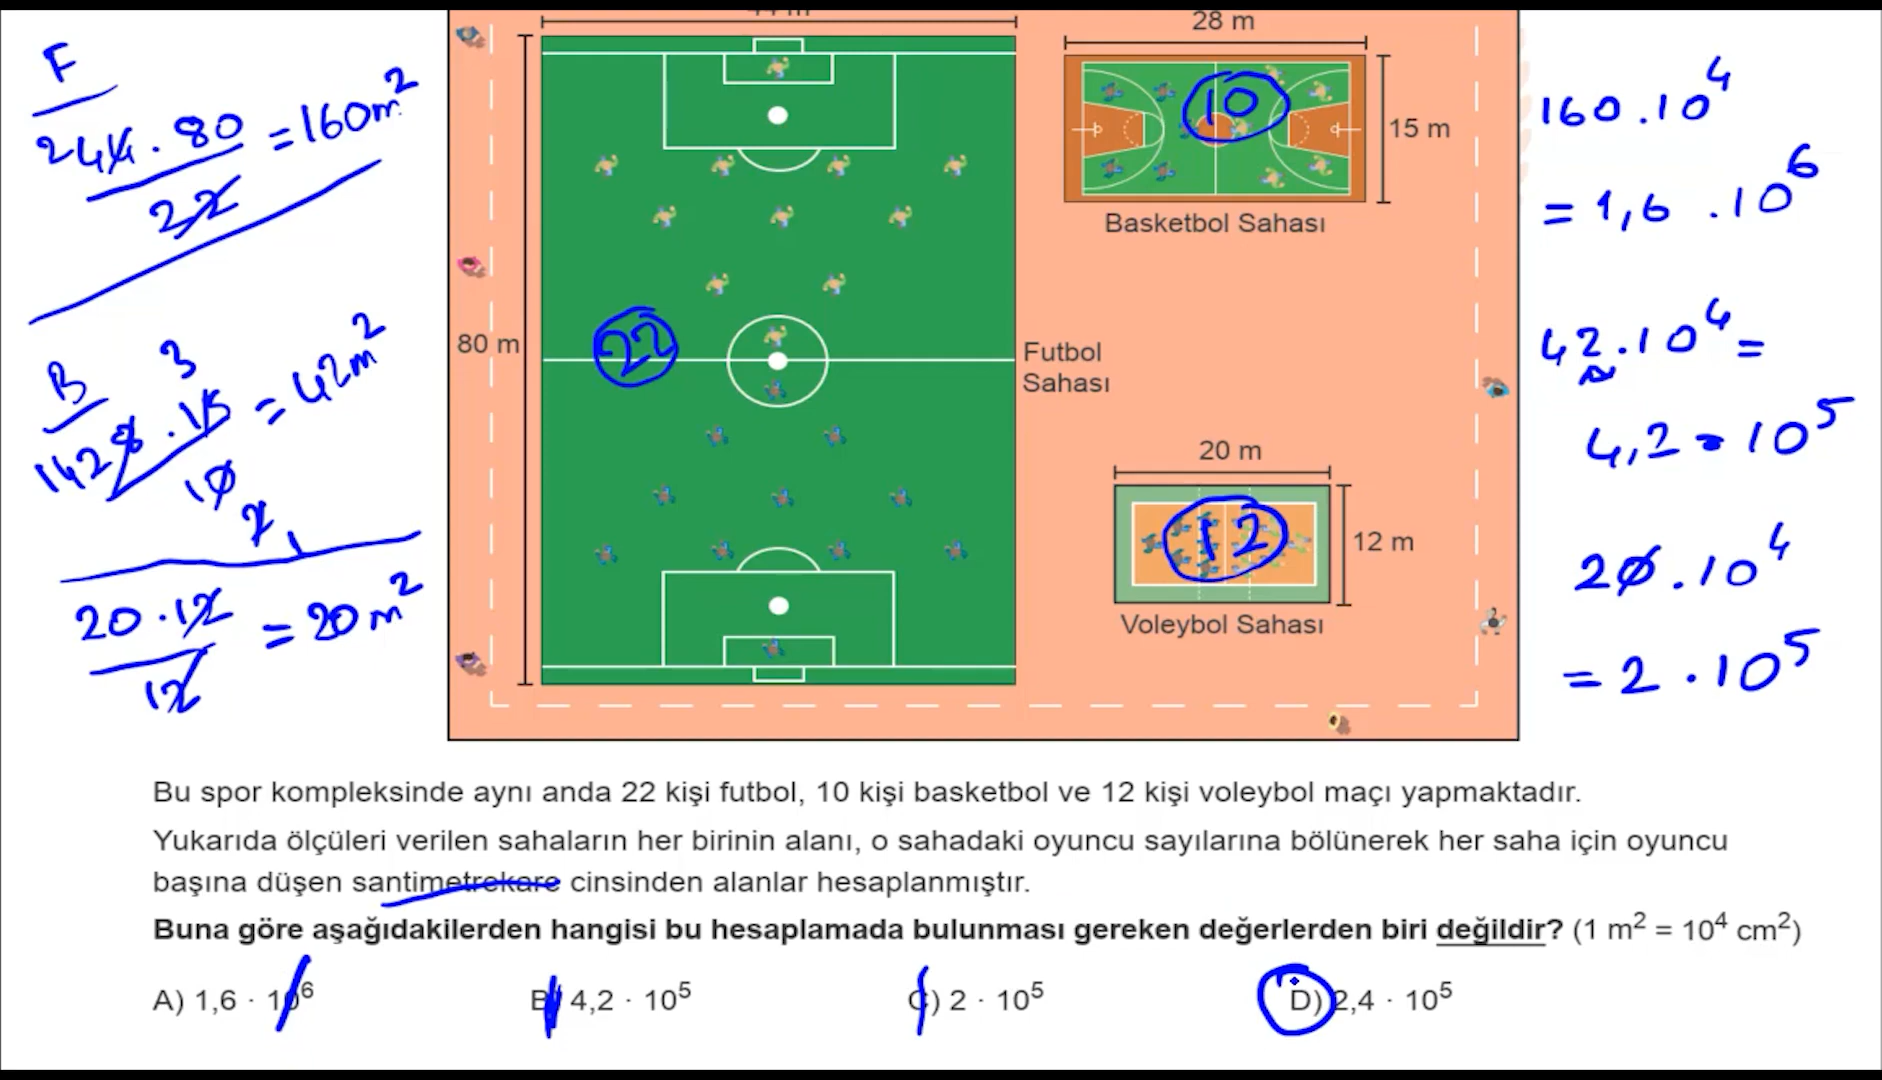 44 m
28 m
F
244 . 80 = 160m²
22
80 m
B
3
1428 . 15 = 42m²
10
2
1
20 . 12 = 20m²
12
10
15 m
Basketbol Sahası
22
Futbol
Sahası
20 m
12
12 m
Voleybol Sahası
160 . 10⁴
= 1,6 . 10⁶
42 . 10⁴ =
4,2 . 10⁵
20 . 10⁴
= 2 . 10⁵
Bu spor kompleksinde aynı anda 22 kişi futbol, 10 kişi basketbol ve 12 kişi voleybol maçı yapmaktadır.
Yukarıda ölçüleri verilen sahaların her birinin alanı, o sahadaki oyuncu sayılarına bölünerek her saha için oyuncu
başına düşen santimetrekare cinsinden alanlar hesaplanmıştır.
Buna göre aşağıdakilerden hangisi bu hesaplamada bulunması gereken değerlerden biri değildir? (1 m² = 10⁴ cm²)
A) 1,6 · 10⁶ B) 4,2 · 10⁵ C) 2 · 10⁵ D) 2,4 · 10⁵